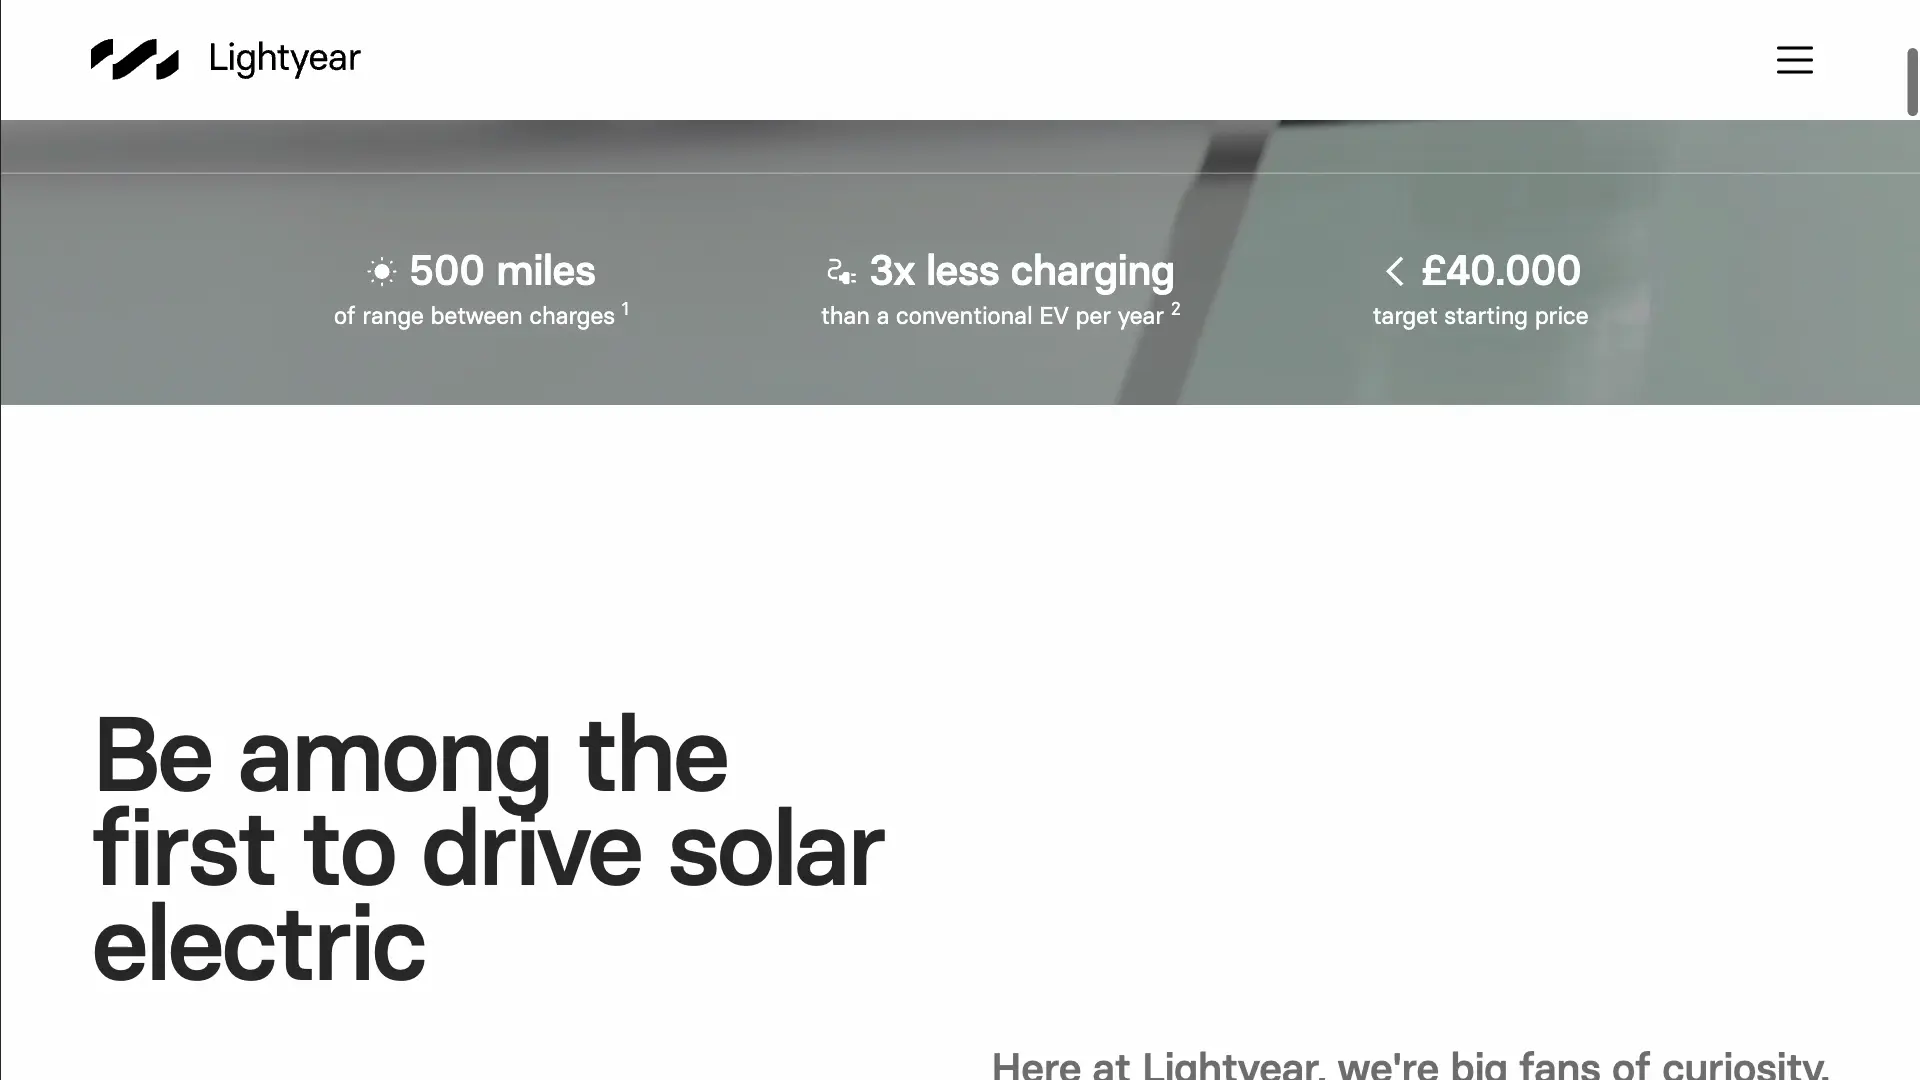 Lightyear
500 miles
of range between charges 1
3x less charging
than a conventional EV per year 2
< £40.000
target starting price
Be among the
first to drive solar
electric
Here at Lightyear, we're big fans of curiosity.